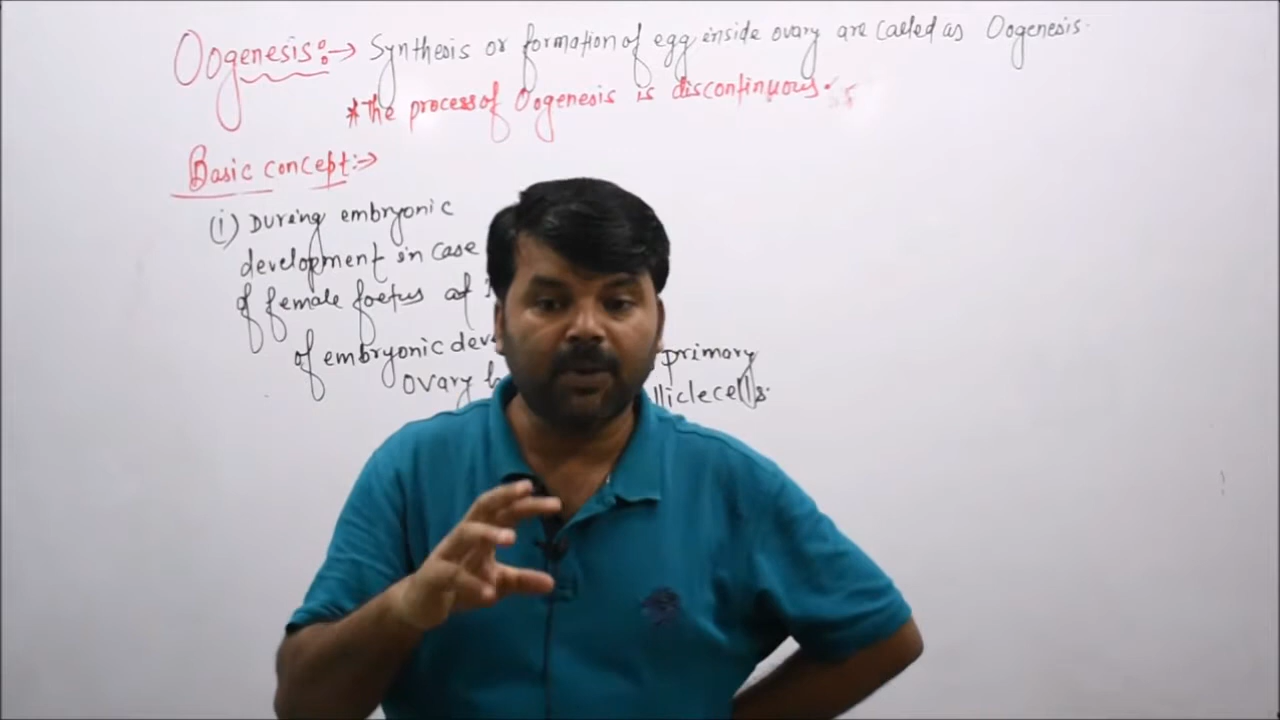 Oogenesis:→ Synthesis or formation of egg inside ovary are called as Oogenesis.
*The process of Oogenesis is discontinuous.
Basic concept:→
(i) During embryonic
development in case
of female foetus at
of embryonic primary
ovary